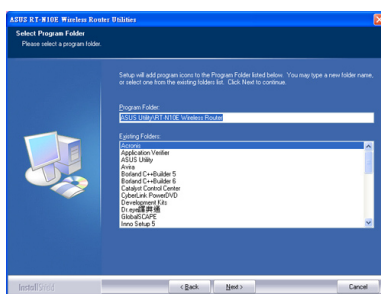 ASUS RT-N10E Wireless Router Utilities
Select Program Folder
Please select a program folder.
Setup will add program icons to the Program Folder listed below. You may type a new folder name,
or select one from the existing folders list. Click Next to continue.
Program Folder:
ASUS Utility\RT-N10E Wireless Router
Existing Folders:
Acronis
Application Verifier
ASUS Utility
Avira
Borland C++Builder 5
Borland C++Builder 6
Catalyst Control Center
CyberLink PowerDVD
Development Kits
Dr.eye
GlobalSCAPE
Inno Setup 5
InstallShield
< Back
Next >
Cancel